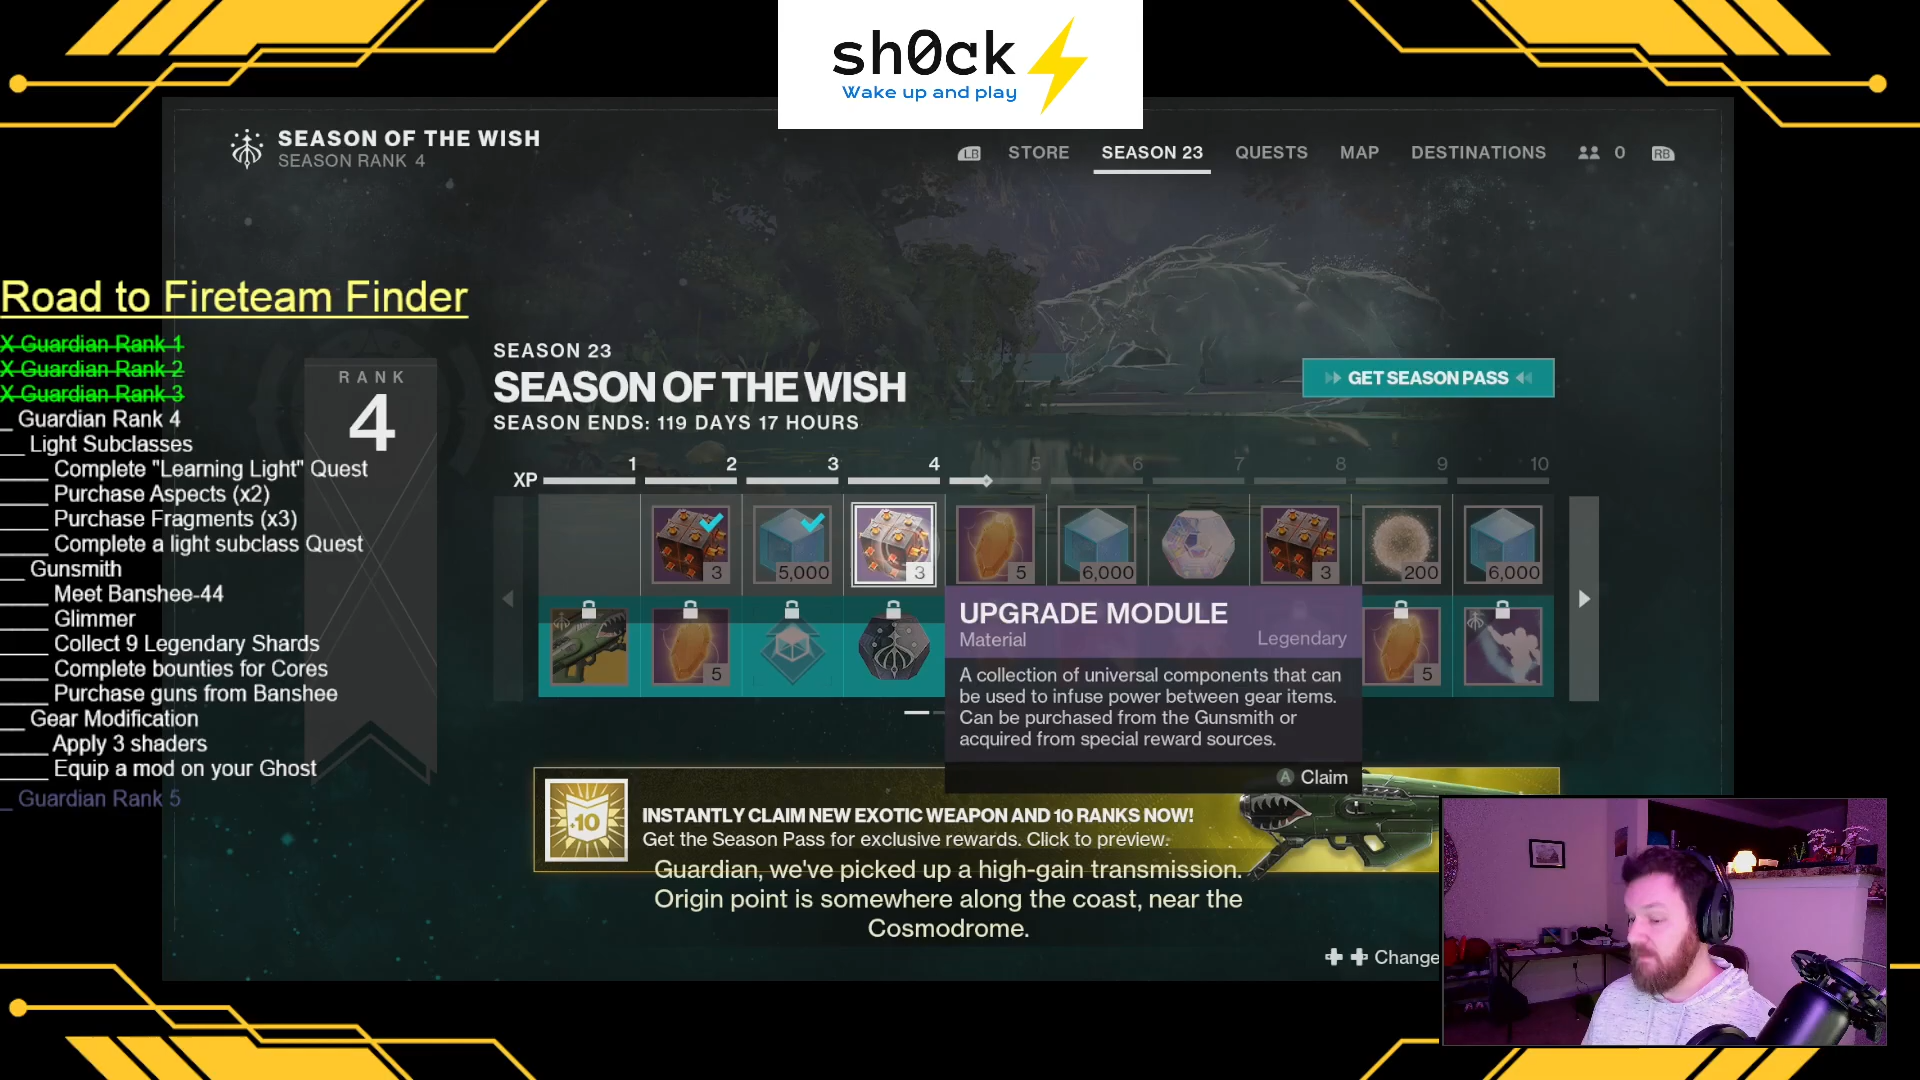 sh0ck
Wake up and play
SEASON OF THE WISH
SEASON RANK 4
LB STORE SEASON 23 QUESTS MAP DESTINATIONS 0 RB
Road to Fireteam Finder
X Guardian Rank 1
X Guardian Rank 2
X Guardian Rank 3
_ Guardian Rank 4
__ Light Subclasses
____ Complete "Learning Light" Quest
____ Purchase Aspects (x2)
____ Purchase Fragments (x3)
____ Complete a light subclass Quest
__ Gunsmith
____ Meet Banshee-44
____ Glimmer
____ Collect 9 Legendary Shards
____ Complete bounties for Cores
____ Purchase guns from Banshee
__ Gear Modification
____ Apply 3 shaders
____ Equip a mod on your Ghost
_ Guardian Rank 5
RANK
4
SEASON 23
SEASON OF THE WISH
SEASON ENDS: 119 DAYS 17 HOURS
GET SEASON PASS
XP 1 2 3 4 5 6 7 8 9 10
3 5,000 3 5 6,000 3 200 6,000
5 5
UPGRADE MODULE
Material Legendary
A collection of universal components that can
be used to infuse power between gear items.
Can be purchased from the Gunsmith or
acquired from special reward sources.
A Claim
+10
INSTANTLY CLAIM NEW EXOTIC WEAPON AND 10 RANKS NOW!
Get the Season Pass for exclusive rewards. Click to preview.
Guardian, we've picked up a high-gain transmission.
Origin point is somewhere along the coast, near the
Cosmodrome.
Change